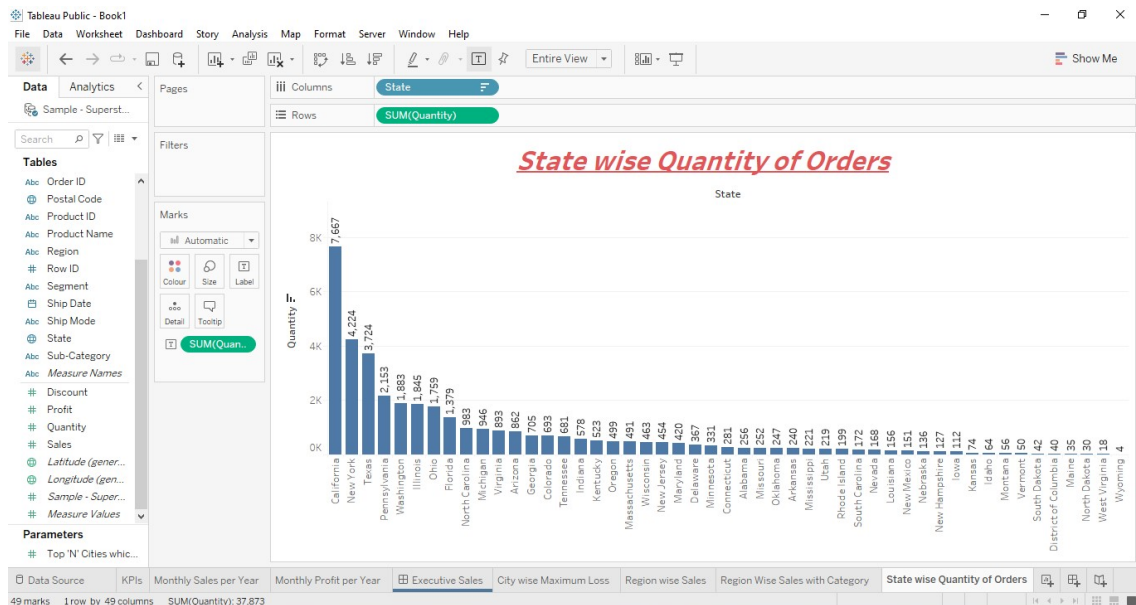 Tableau Public - Book1
File Data Worksheet Dashboard Story Analysis Map Format Server Window Help
Entire View
Show Me
Data Analytics
Sample - Superst...
Search
Tables
Abc Order ID
Postal Code
Abc Product ID
Abc Product Name
Abc Region
# Row ID
Abc Segment
Ship Date
Abc Ship Mode
State
Abc Sub-Category
Abc Measure Names
# Discount
# Profit
# Quantity
# Sales
Latitude (gener...
Longitude (gen...
# Sample - Super...
# Measure Values
Parameters
# Top 'N' Cities whic...
Pages
Filters
Marks
Automatic
Colour Size Label
Detail Tooltip
SUM(Quan..
Columns State
Rows SUM(Quantity)
State wise Quantity of Orders
State
Quantity
8K
6K
4K
2K
0K
7,667 4,224 3,724 2,153 1,883 1,845 1,759 1,379 983 946 893 862 705 693 681 578 523 499 491 463 454 420 367 331 281 256 252 247 240 221 219 199 172 168 156 151 136 127 112 74 64 56 50 42 40 35 30 18 4
California
New York
Texas
Pennsylvania
Washington
Illinois
Ohio
Florida
North Carolina
Michigan
Virginia
Arizona
Georgia
Colorado
Tennessee
Indiana
Kentucky
Oregon
Massachusetts
Wisconsin
New Jersey
Maryland
Delaware
Minnesota
Connecticut
Alabama
Missouri
Oklahoma
Arkansas
Mississippi
Utah
Rhode Island
South Carolina
Nevada
Louisiana
New Mexico
Nebraska
New Hampshire
Iowa
Kansas
Idaho
Montana
Vermont
South Dakota
District of Columbia
Maine
North Dakota
West Virginia
Wyoming
Data Source KPIs Monthly Sales per Year Monthly Profit per Year Executive Sales City wise Maximum Loss Region wise Sales Region Wise Sales with Category State wise Quantity of Orders
49 marks 1 row by 49 columns SUM(Quantity): 37,873